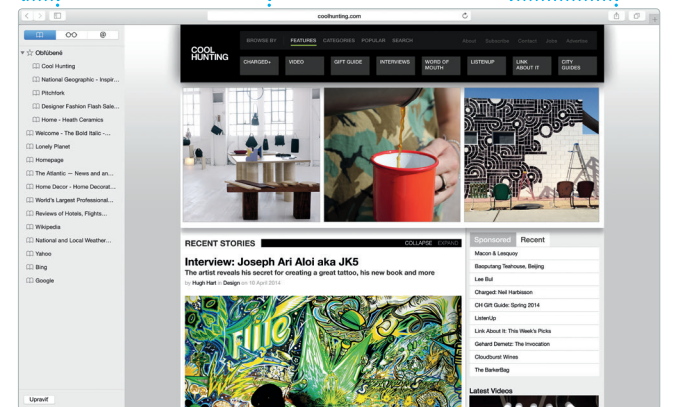 coolhunting.com
@
Obľúbené
Cool Hunting
National Geographic - Inspir...
Pitchfork
Designer Fashion Flash Sale...
Home - Heath Ceramics
Welcome - The Bold Italic -...
Lonely Planet
Homepage
The Atlantic — News and an...
Home Decor - Home Decorat...
World's Largest Professional...
Reviews of Hotels, Flights...
Wikipedia
National and Local Weather...
Yahoo
Bing
Google
Upraviť
COOL
HUNTING
BROWSE BY FEATURES CATEGORIES POPULAR SEARCH
About Subscribe Contact Jobs Advertise
CHARGED+
VIDEO
GIFT GUIDE
INTERVIEWS
WORD OF
MOUTH
LISTENUP
LINK
ABOUT IT
CITY
GUIDES
RECENT STORIES
COLLAPSE EXPAND
Interview: Joseph Ari Aloi aka JK5
The artist reveals his secret for creating a great tattoo, his new book and more
by Hugh Hart in Design on 16 April 2014
Sponsored Recent
Macon & Lesquoy
Baoputang Teahouse, Beijing
Lee Bul
Charged: Neil Harbisson
CH Gift Guide: Spring 2014
ListenUp
Link About It: This Week's Picks
Gehard Demetz: The Invocation
Cloudburst Wines
The BarkerBag
Latest Videos